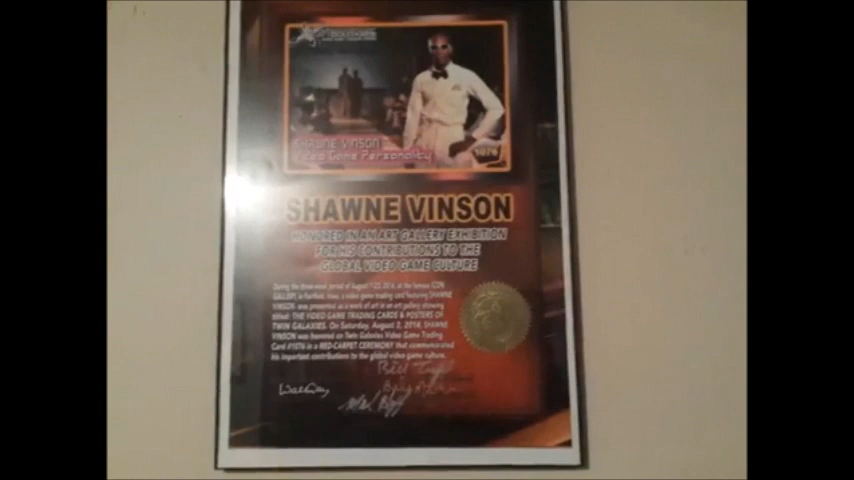 SHAWNE VINSON
Video Game Personality
1076
SHAWNE VINSON
HONORED IN AN ART GALLERY EXHIBITION
FOR HIS CONTRIBUTIONS TO THE
GLOBAL VIDEO GAME CULTURE
During the three-week period of August 1-23, 2014, at the famous ICON
GALLERY, in Fairfield, Iowa, a video game trading card featuring SHAWNE
VINSON was presented as a work of art in an art gallery showing
titled: THE VIDEO GAME TRADING CARDS & POSTERS OF
TWIN GALAXIES. On Saturday, August 2, 2014, SHAWNE
VINSON was honored on Twin Galaxies Video Game Trading
Card #1076 in a RED-CARPET CEREMONY that commemorated
his important contributions to the global video game culture.